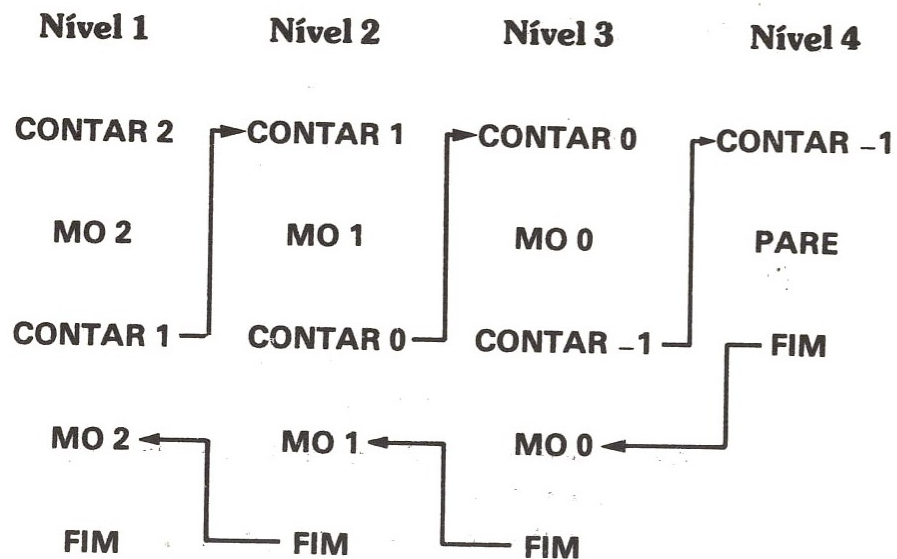 Nível 1 Nível 2 Nível 3 Nível 4
CONTAR 2 CONTAR 1 CONTAR 0 CONTAR –1
MO 2 MO 1 MO 0 PARE
CONTAR 1 CONTAR 0 CONTAR –1 FIM
MO 2 MO 1 MO 0
FIM FIM FIM